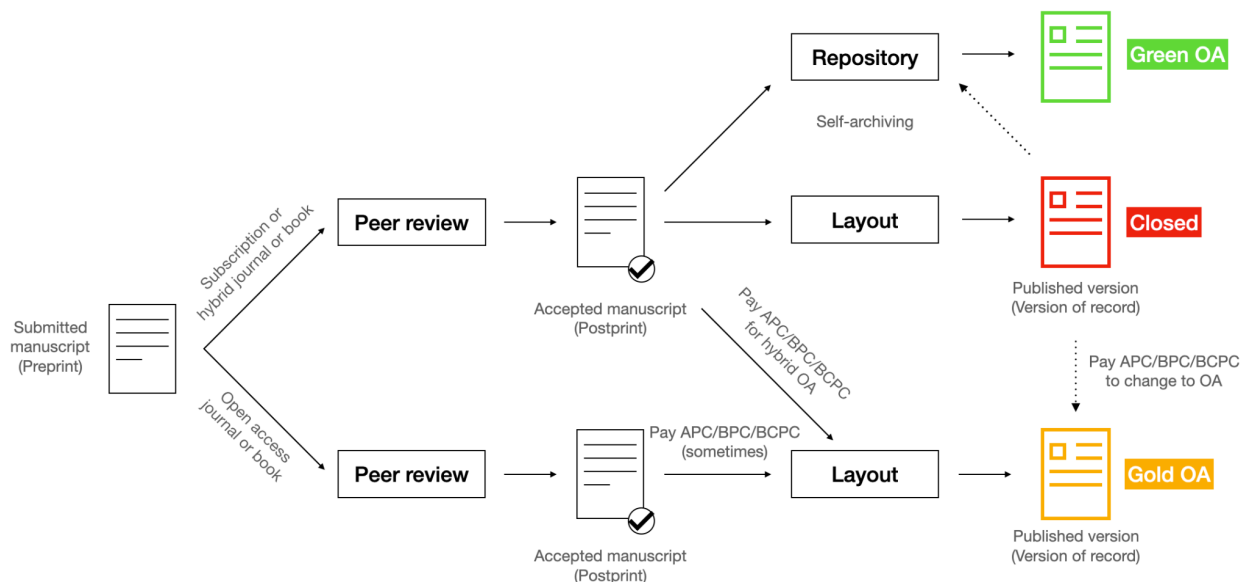 Repository
Green OA
Self-archiving
Subscription or
hybrid journal or book
Peer review
Layout
Closed
Accepted manuscript
(Postprint)
Published version
(Version of record)
Submitted
manuscript
(Preprint)
Pay APC/BPC/BCPC
for hybrid OA
Pay APC/BPC/BCPC
to change to OA
Open access
journal or book
Peer review
Pay APC/BPC/BCPC
(sometimes)
Layout
Gold OA
Accepted manuscript
(Postprint)
Published version
(Version of record)